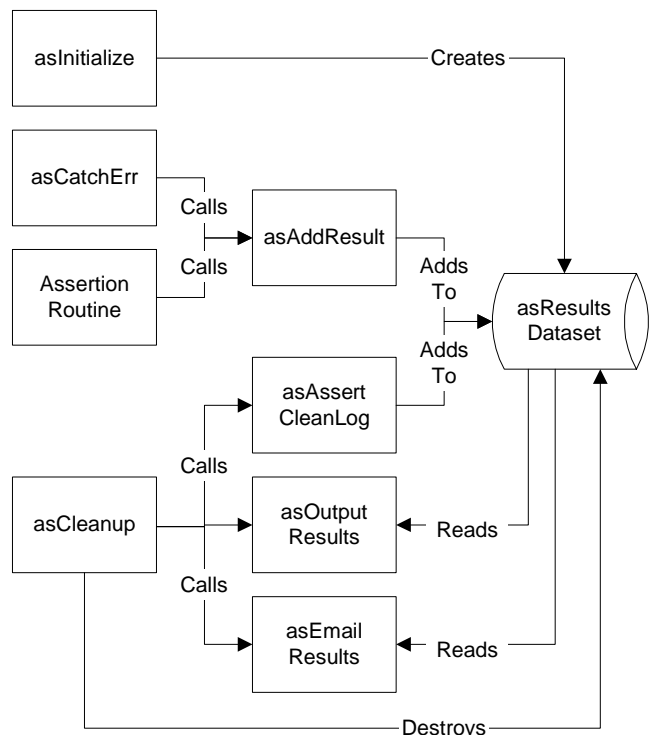 asInitialize
Creates
asCatchErr
Calls
asAddResult
Calls
Assertion
Routine
Adds
To
asResults
Dataset
Adds
To
asAssert
CleanLog
Calls
asCleanup
asOutput
Results
Reads
Calls
asEmail
Results
Reads
Destroys